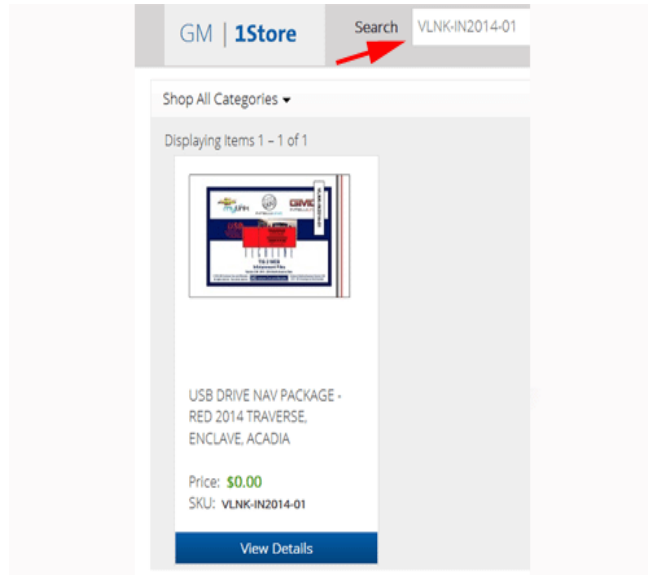 GM | 1Store
Search
VLNK-IN2014-01
Shop All Categories
Displaying Items 1 – 1 of 1
USB
USB DRIVE NAV PACKAGE -
RED 2014 TRAVERSE,
ENCLAVE, ACADIA
Price: $0.00
SKU: VLNK-IN2014-01
View Details